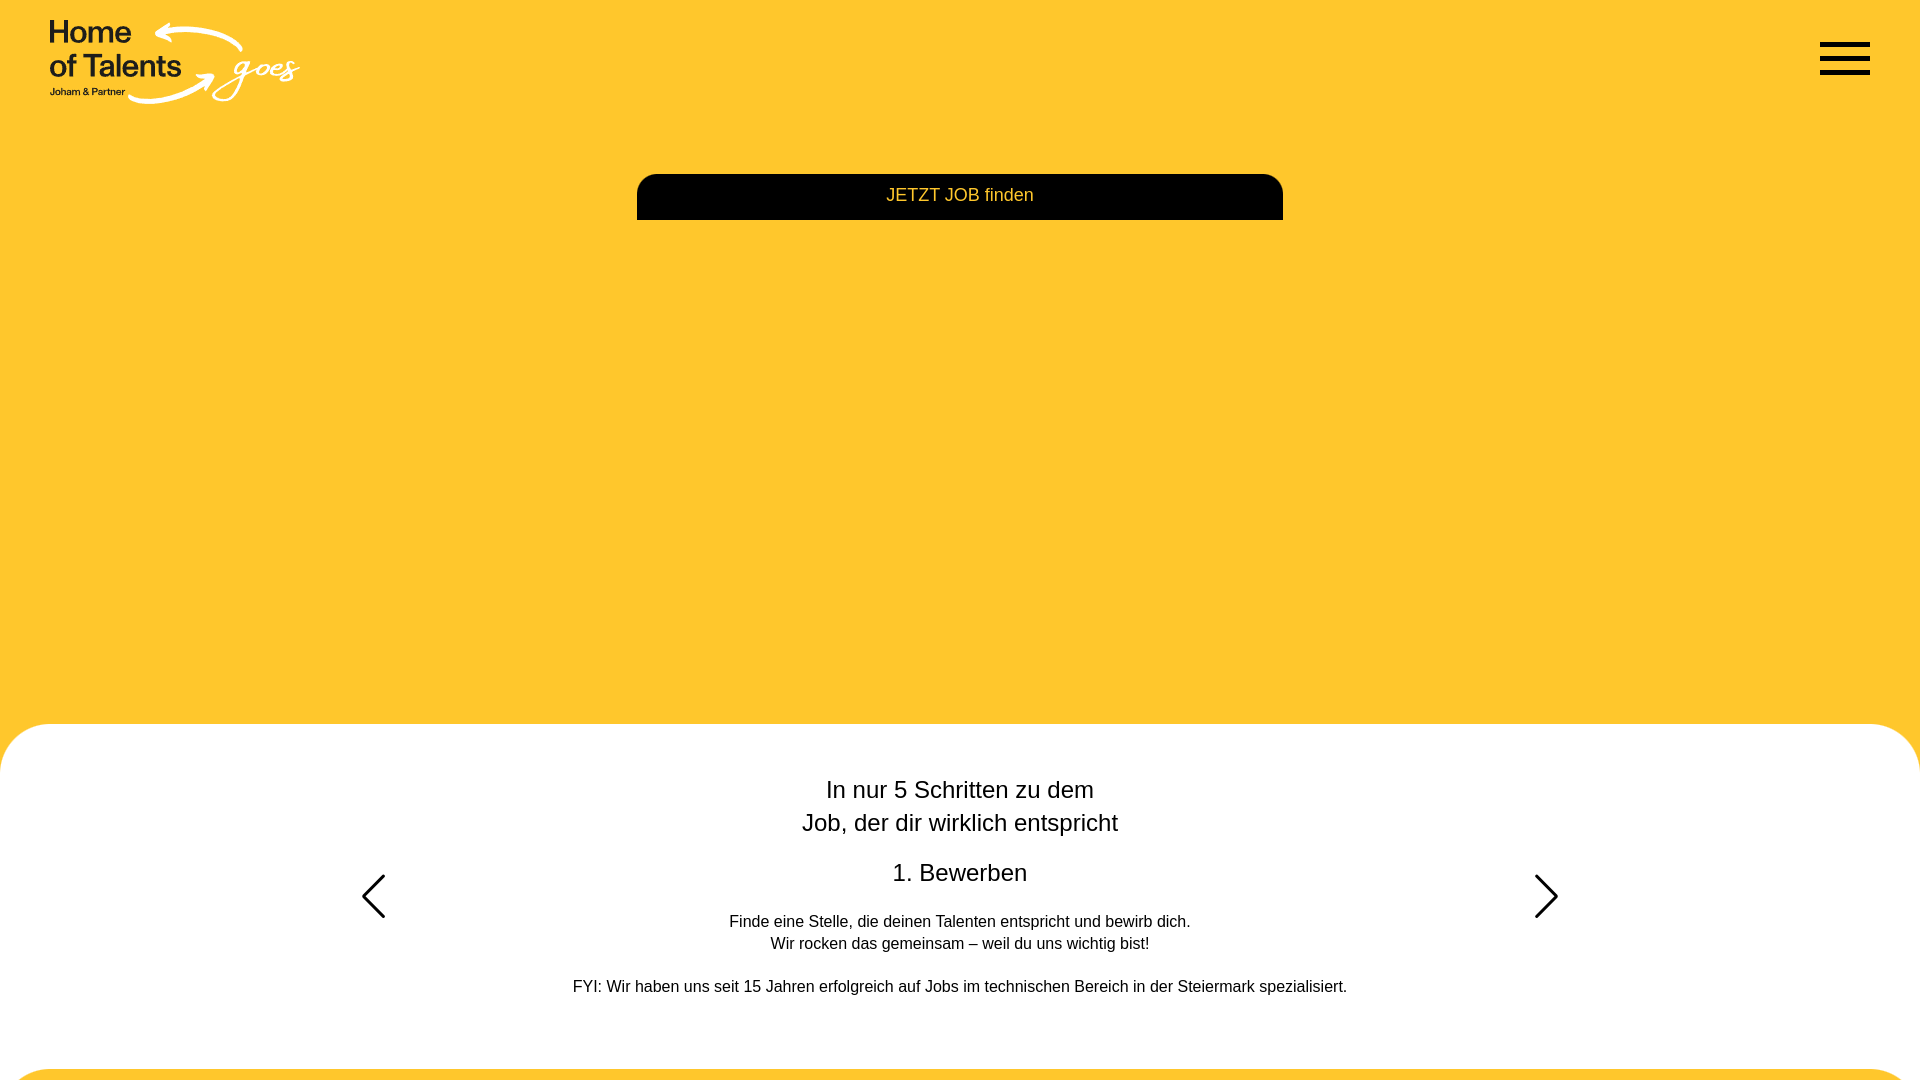 Home
of Talents
goes
Joham & Partner
JETZT JOB finden
In nur 5 Schritten zu dem
Job, der dir wirklich entspricht
1. Bewerben
Finde eine Stelle, die deinen Talenten entspricht und bewirb dich.
Wir rocken das gemeinsam – weil du uns wichtig bist!
FYI: Wir haben uns seit 15 Jahren erfolgreich auf Jobs im technischen Bereich in der Steiermark spezialisiert.